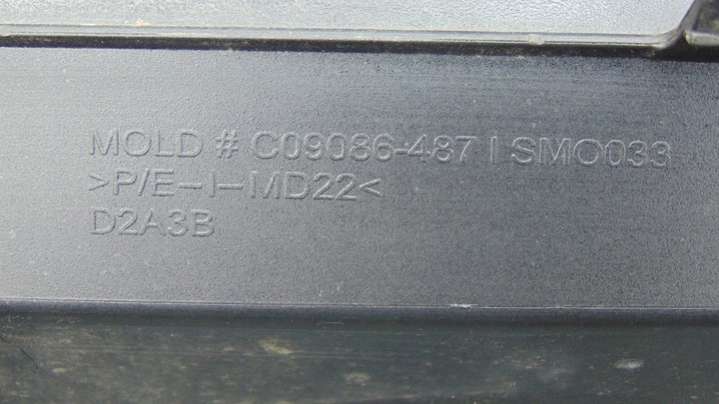 MOLD # C09086-487 I SMO033
>P/E-I-MD22<
D2A3B